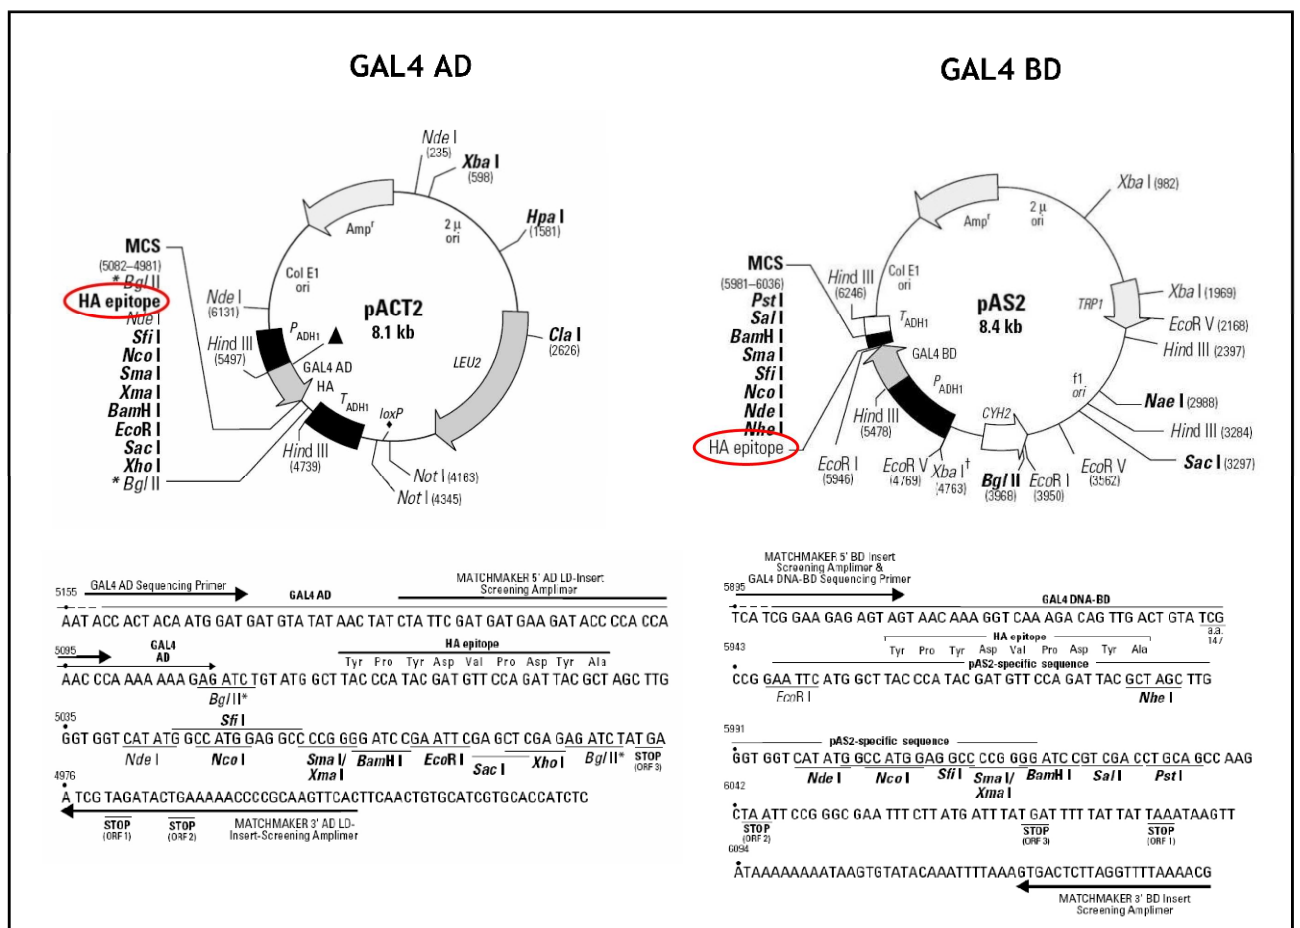 GAL4 AD
GAL4 BD
Nde I
(235)
Xba I
(598)
Hpa I
(1581)
2 μ
ori
Ampʳ
MCS
(5082–4981)
* Bgl II
HA epitope
Nde I
Sfi I
Nco I
Sma I
Xma I
BamH I
EcoR I
Sac I
Xho I
* Bgl II
Col E1
ori
pACT2
8.1 kb
Nde I
(6131)
P ADH1
Hind III
(5497)
GAL4 AD
HA
T ADH1
LEU2
Cla I
(2626)
loxP
Hind III
(4739)
Not I (4163)
Not I (4345)
Xba I (982)
2 μ
ori
Ampʳ
MCS
(5981–6036)
Pst I
Sal I
BamH I
Sma I
Sfi I
Nco I
Nde I
Nhe I
HA epitope
Hind III
(6246)
Col E1
ori
pAS2
8.4 kb
TRP1
Xba I (1969)
EcoR V (2168)
Hind III (2397)
T ADH1
GAL4 BD
P ADH1
f1
ori
Nae I (2988)
Hind III (3284)
Sac I (3297)
Hind III
(5478)
CYH2
EcoR I
(5946)
EcoR V
(4769)
Xba I†
(4763)
Bgl II
(3968)
EcoR I
(3950)
EcoR V
(3562)
5155
GAL4 AD Sequencing Primer
GAL4 AD
MATCHMAKER 5' AD LD-Insert
Screening Amplimer
AAT ACC ACT ACA ATG GAT GAT GTA TAT AAC TAT CTA TTC GAT GAT GAA GAT ACC CCA CCA
5095
GAL4
AD
HA epitope
Tyr Pro Tyr Asp Val Pro Asp Tyr Ala
AAC CCA AAA AAA GAG ATC TGT ATG GCT TAC CCA TAC GAT GTT CCA GAT TAC GCT AGC TTG
Bgl II*
5035
Sfi I
GGT GGT CAT ATG GCC ATG GAG GCC CCG GGG ATC CGA ATT CGA GCT CGA GAG ATC TAT GA
Nde I
Nco I
Sma I/
Xma I
BamH I
EcoR I
Sac I
Xho I
Bgl II*
STOP
(ORF 3)
4976
A TCG TAGATACTGAAAAACCCCGCAAGTTCACTTCAACTGTGCATCGTGCACCATCTC
STOP
(ORF 1)
STOP
(ORF 2)
MATCHMAKER 3' AD LD-
Insert-Screening Amplimer
MATCHMAKER 5' BD Insert
Screening Amplimer &
GAL4 DNA-BD Sequencing Primer
5895
GAL4 DNA-BD
TCA TCG GAA GAG AGT AGT AAC AAA GGT CAA AGA CAG TTG ACT GTA TCG
a.a.
147
5943
HA epitope
Tyr Pro Tyr Asp Val Pro Asp Tyr Ala
pAS2-specific sequence
CCG GAA TTC ATG GCT TAC CCA TAC GAT GTT CCA GAT TAC GCT AGC TTG
EcoR I
Nhe I
5991
pAS2-specific sequence
GGT GGT CAT ATG GCC ATG GAG GCC CCG GGG ATC CGT CGA CCT GCA GCC AAG
Nde I
Nco I
Sfi I
Sma I/
Xma I
BamH I
Sal I
Pst I
6042
CTA ATT CCG GGC GAA TTT CTT ATG ATT TAT GAT TTT TAT TAT TAAATAAGTT
STOP
(ORF 2)
STOP
(ORF 3)
STOP
(ORF 1)
6094
ATAAAAAAAATAAGTGTATACAAATTTTAAAGTGACTCTTAGGTTTTAAAACG
MATCHMAKER 3' BD Insert
Screening Amplimer